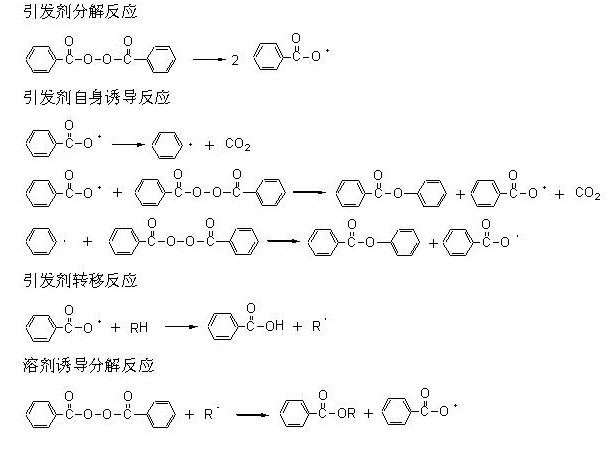 引发剂分解反应
O O O
C-O-O-C 2 C-O·
引发剂自身诱导反应
O
C-O· · + CO2
O O O O O
C-O· + C-O-O-C C-O + C-O· + CO2
O O O O
· + C-O-O-C C-O + C-O·
引发剂转移反应
O O
C-O· + RH C-OH + R·
溶剂诱导分解反应
O O O O
C-O-O-C + R· C-OR + C-O·